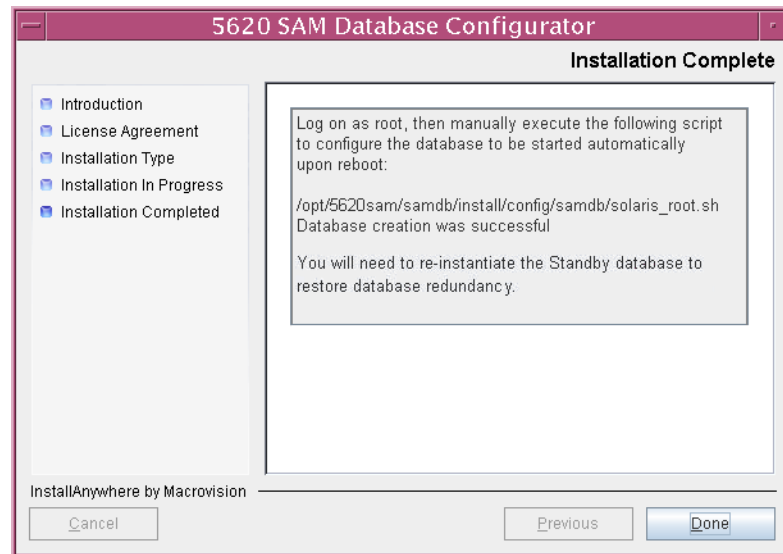 5620 SAM Database Configurator
Installation Complete
Introduction
License Agreement
Installation Type
Installation In Progress
Installation Completed
Log on as root, then manually execute the following script
to configure the database to be started automatically
upon reboot:
/opt/5620sam/samdb/install/config/samdb/solaris_root.sh
Database creation was successful
You will need to re-instantiate the Standby database to
restore database redundancy.
InstallAnywhere by Macrovision
Cancel
Previous
Done